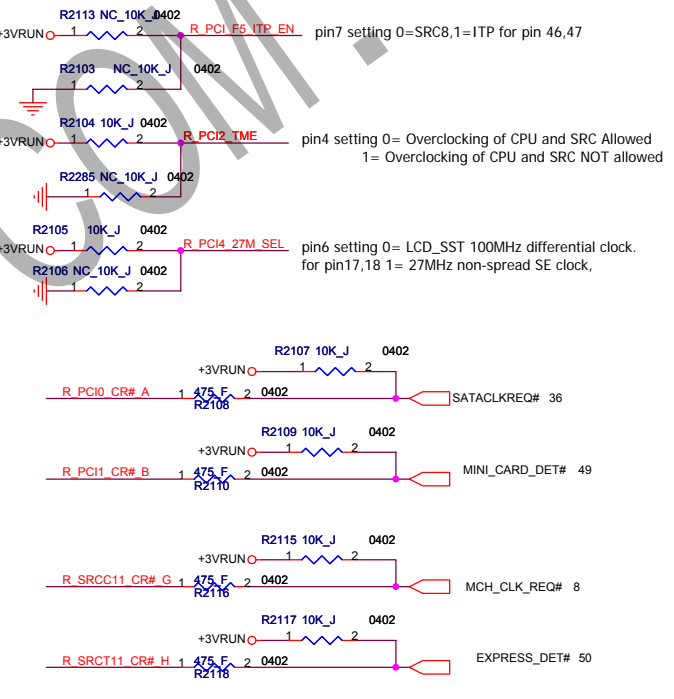 R2113 NC_10K_J 0402
+3VRUN 1 2 R_PCI_F5_ITP_EN pin7 setting 0=SRC8,1=ITP for pin 46,47
R2103 NC_10K_J 0402
1 2
R2104 10K_J 0402
+3VRUN 1 2 R_PCI2_TME pin4 setting 0= Overclocking of CPU and SRC Allowed
1= Overclocking of CPU and SRC NOT allowed
R2285 NC_10K_J 0402
1 2
R2105 10K_J 0402
+3VRUN 1 2 R_PCI4_27M_SEL pin6 setting 0= LCD_SST 100MHz differential clock.
for pin17,18 1= 27MHz non-spread SE clock,
R2106 NC_10K_J 0402
1 2
R2107 10K_J 0402
+3VRUN 1 2
R_PCI0_CR#_A 1 475_F 2 0402 SATACLKREQ# 36
R2108
R2109 10K_J 0402
+3VRUN 1 2
R_PCI1_CR#_B 1 475_F 2 0402 MINI_CARD_DET# 49
R2110
R2115 10K_J 0402
+3VRUN 1 2
R_SRCC11_CR#_G 1 475_F 2 0402 MCH_CLK_REQ# 8
R2116
R2117 10K_J 0402
+3VRUN 1 2
R_SRCT11_CR#_H 1 475_F 2 0402 EXPRESS_DET# 50
R2118
COM.